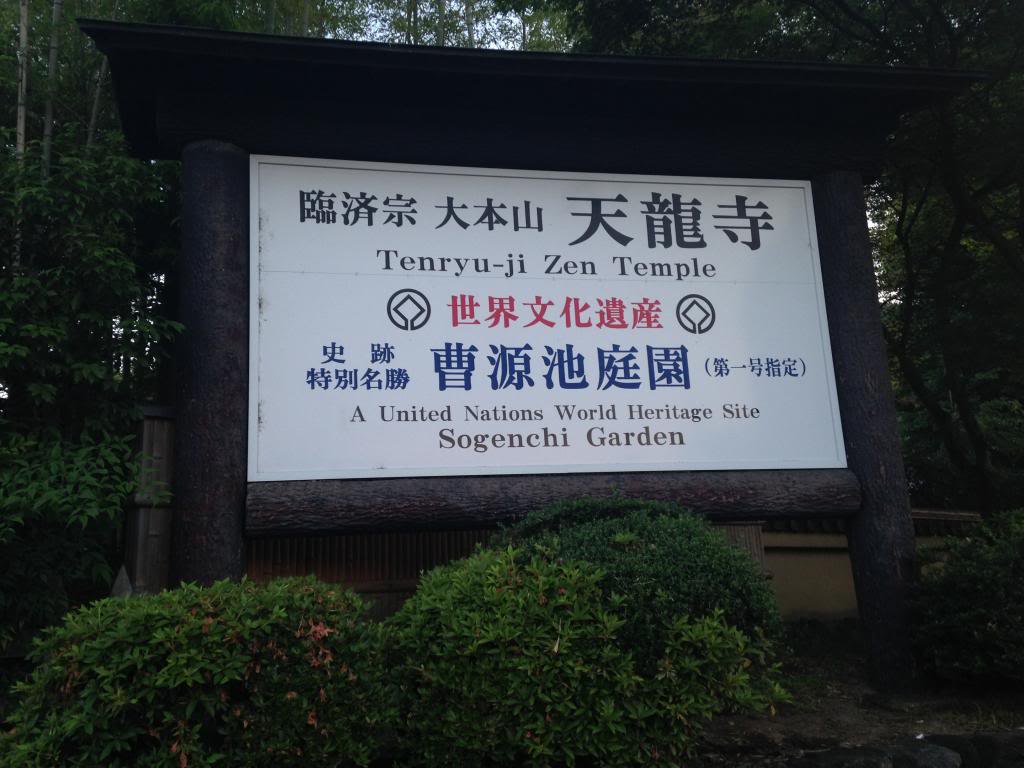 臨済宗 大本山 天龍寺
Tenryu-ji Zen Temple
世界文化遺産
史跡
特別名勝 曹源池庭園 (第一号指定)
A United Nations World Heritage Site
Sogenchi Garden